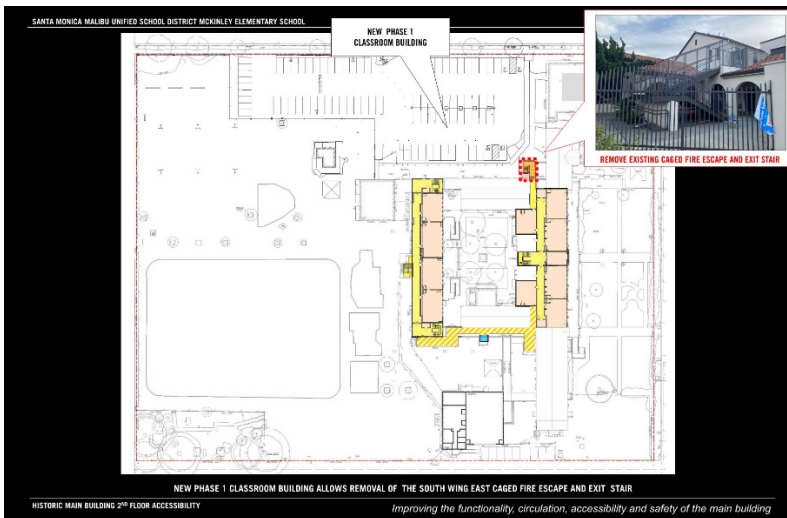 SANTA MONICA MALIBU UNIFIED SCHOOL DISTRICT MCKINLEY ELEMENTARY SCHOOL
NEW PHASE 1
CLASSROOM BUILDING
REMOVE EXISTING CAGED FIRE ESCAPE AND EXIT STAIR
NEW PHASE 1 CLASSROOM BUILDING ALLOWS REMOVAL OF THE SOUTH WING EAST CAGED FIRE ESCAPE AND EXIT STAIR
HISTORIC MAIN BUILDING 2ND FLOOR ACCESSIBILITY
Improving the functionality, circulation, accessibility and safety of the main building